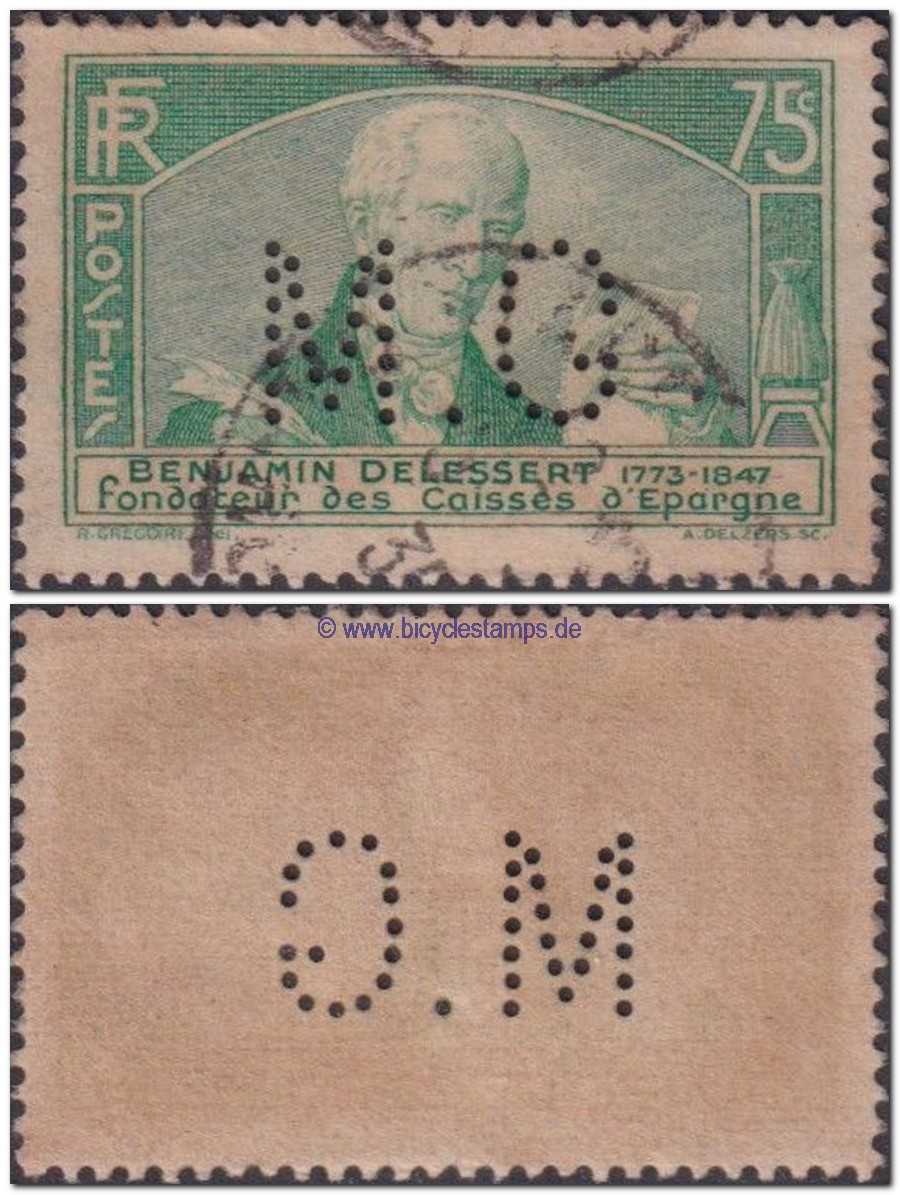 RF
75c
POSTES
M.G
BENJAMIN DELESSERT 1773-1847
fondateur des Caisses d'Epargne
A. DELZERS. SC.
© www.bicyclestamps.de
M.G